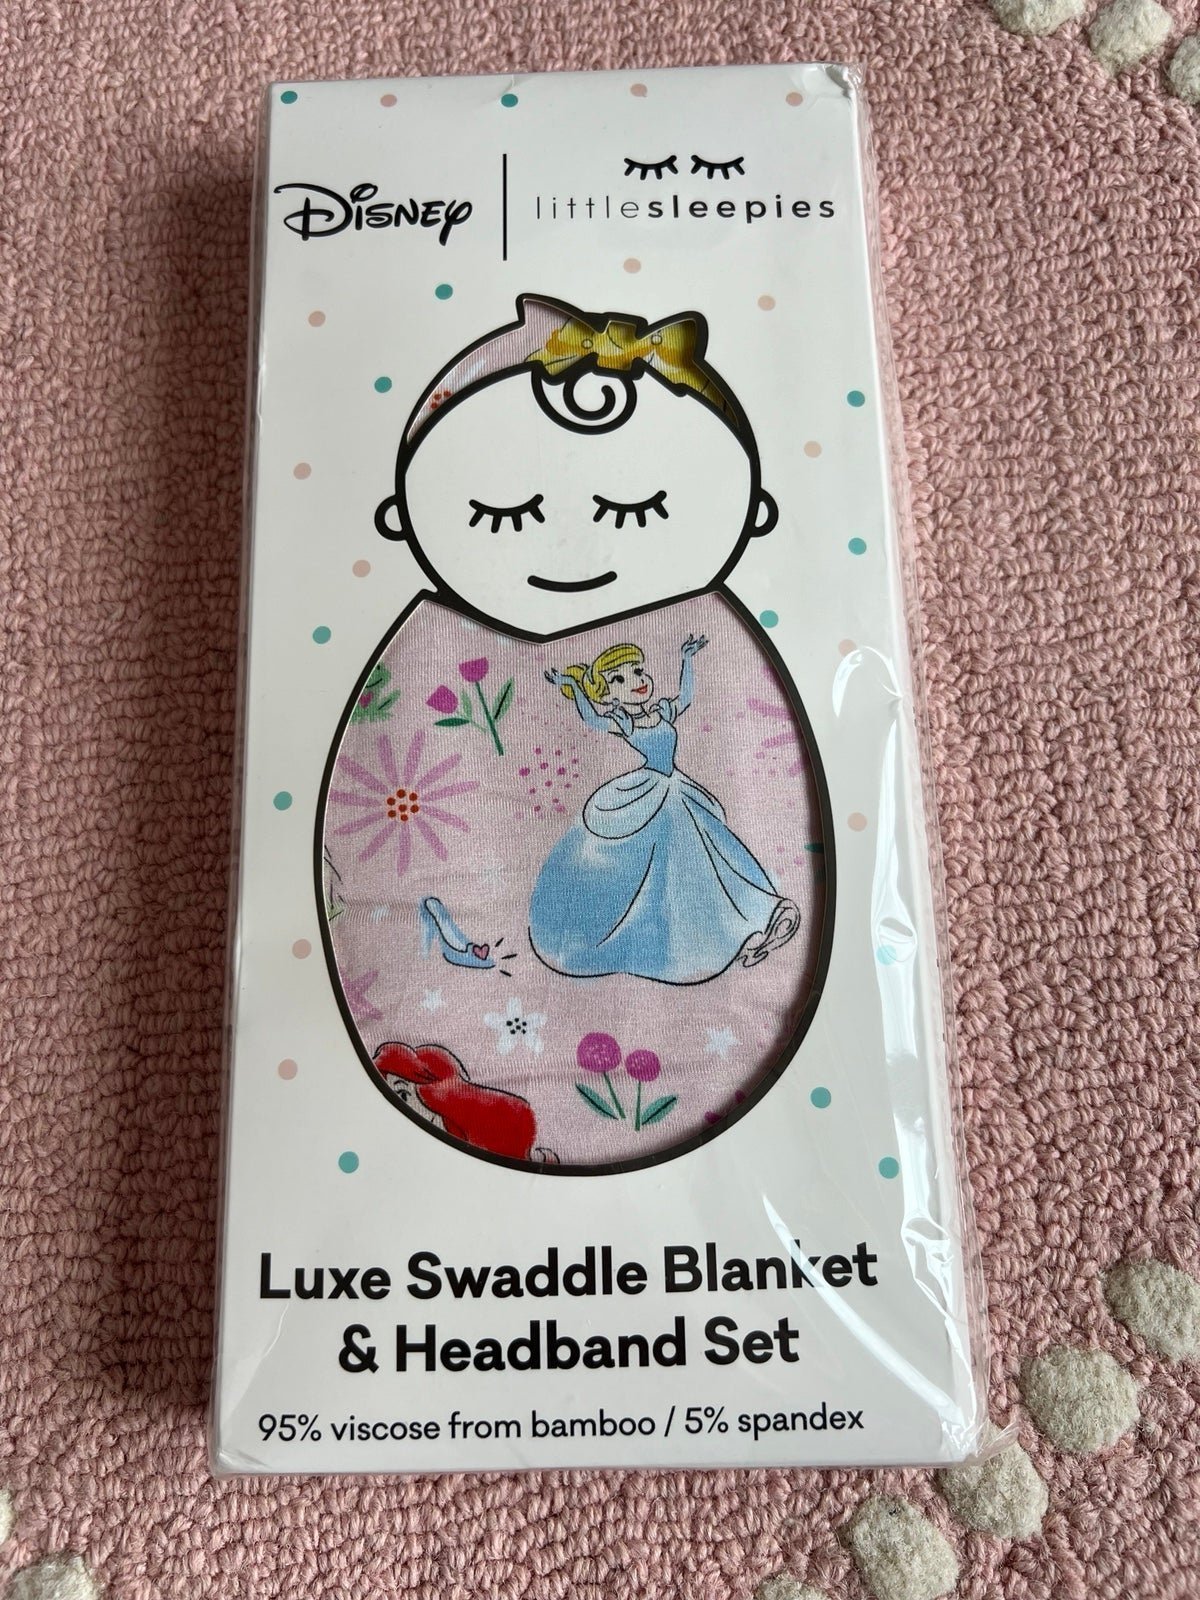 Disney | littlesleepies
Luxe Swaddle Blanket
& Headband Set
95% viscose from bamboo / 5% spandex